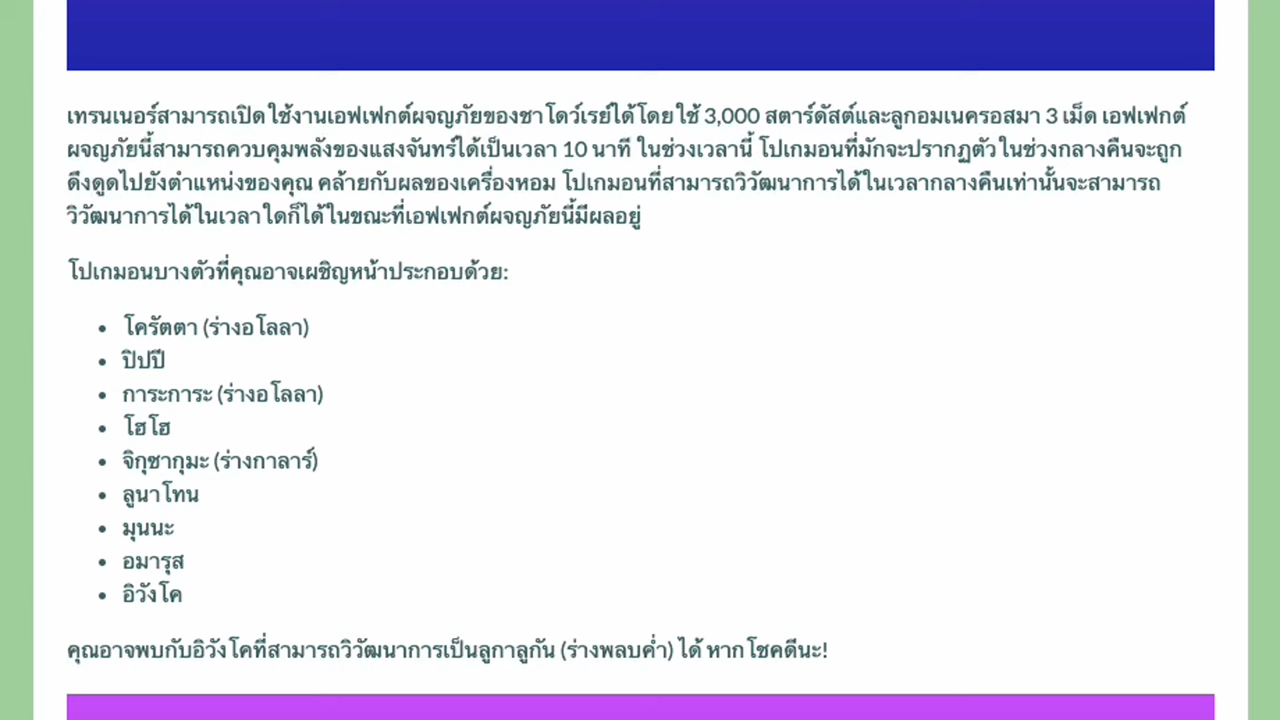 เทรนเนอร์สามารถเปิดใช้งานเอฟเฟกต์ผจญภัยของชาโดว์เรย์ได้โดยใช้ 3,000 สตาร์ดัสต์และลูกอมเนครอสมา 3 เม็ด เอฟเฟกต์
ผจญภัยนี้สามารถควบคุมพลังของแสงจันทร์ได้เป็นเวลา 10 นาที ในช่วงเวลานี้ โปเกมอนที่มักจะปรากฏตัวในช่วงกลางคืนจะถูก
ดึงดูดไปยังตำแหน่งของคุณ คล้ายกับผลของเครื่องหอม โปเกมอนที่สามารถวิวัฒนาการได้ในเวลากลางคืนเท่านั้นจะสามารถ
วิวัฒนาการได้ในเวลาใดก็ได้ในขณะที่เอฟเฟกต์ผจญภัยนี้มีผลอยู่
โปเกมอนบางตัวที่คุณอาจเผชิญหน้าประกอบด้วย:
• โครัตตา (ร่างอโลลา)
• ปิปปี
• การะการะ (ร่างอโลลา)
• โฮโฮ
• จิกุซากุมะ (ร่างกาลาร์)
• ลูนาโทน
• มุนนะ
• อมารุส
• อิวังโค
คุณอาจพบกับอิวังโคที่สามารถวิวัฒนาการเป็นลูกาลูกัน (ร่างพลบค่ำ) ได้ หากโชคดีนะ!